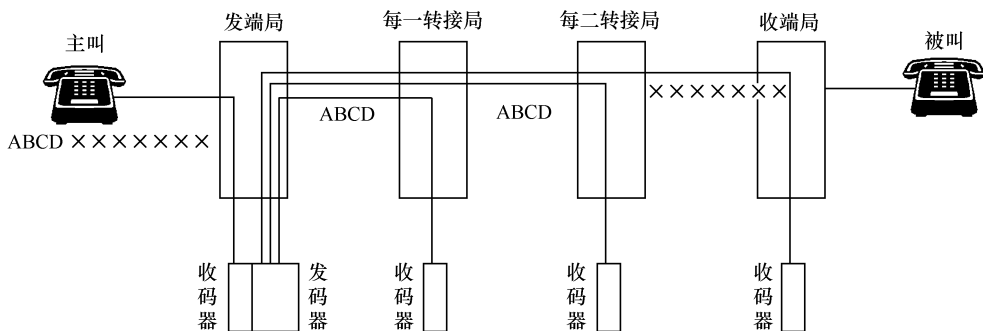 主叫
发端局
每一转接局
每二转接局
收端局
被叫
ABCD ×××××××
ABCD
ABCD
×××××××
收码器
发码器
收码器
收码器
收码器